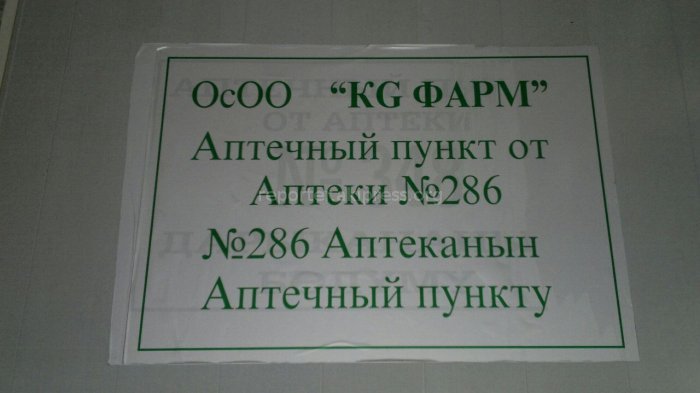 ОсОО “KG ФАРМ”
Аптечный пункт от
Аптеки №286
№286 Аптеканын
Аптечный пункту